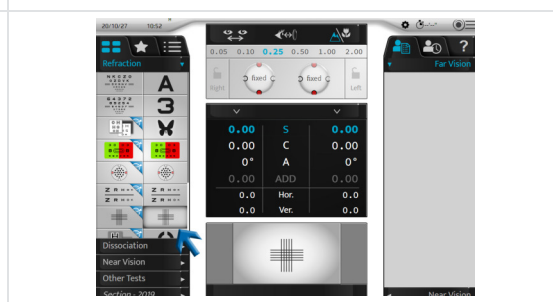 20/10/27 10:52
Refraction
Far Vision
0.05 0.10 0.25 0.50 1.00 2.00
Right fixed fixed Left
A
3
0.00 S 0.00
0.00 C 0.00
0° A 0°
0.00 ADD 0.00
0.0 Hor. 0.0
0.0 Ver. 0.0
Dissociation
Near Vision
Other Tests
Section - 2019
Near Vision
?